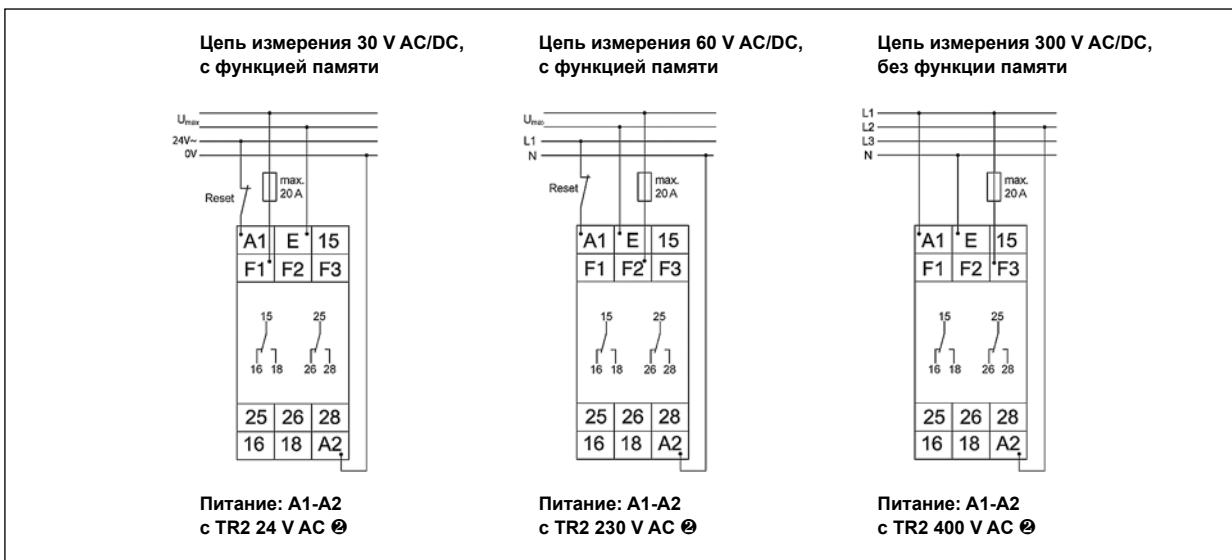 Цепь измерения 30 V AC/DC,
с функцией памяти
Umax
24V~
0V
Reset
max.
20 A
A1 E 15
F1 F2 F3
15 25
16 18 26 28
25 26 28
16 18 A2
Питание: A1-A2
с TR2 24 V AC ❷
Цепь измерения 60 V AC/DC,
с функцией памяти
Umax
L1
N
Reset
max.
20 A
A1 E 15
F1 F2 F3
15 25
16 18 26 28
25 26 28
16 18 A2
Питание: A1-A2
с TR2 230 V AC ❷
Цепь измерения 300 V AC/DC,
без функции памяти
L1
L2
L3
N
max.
20 A
A1 E 15
F1 F2 F3
15 25
16 18 26 28
25 26 28
16 18 A2
Питание: A1-A2
с TR2 400 V AC ❷